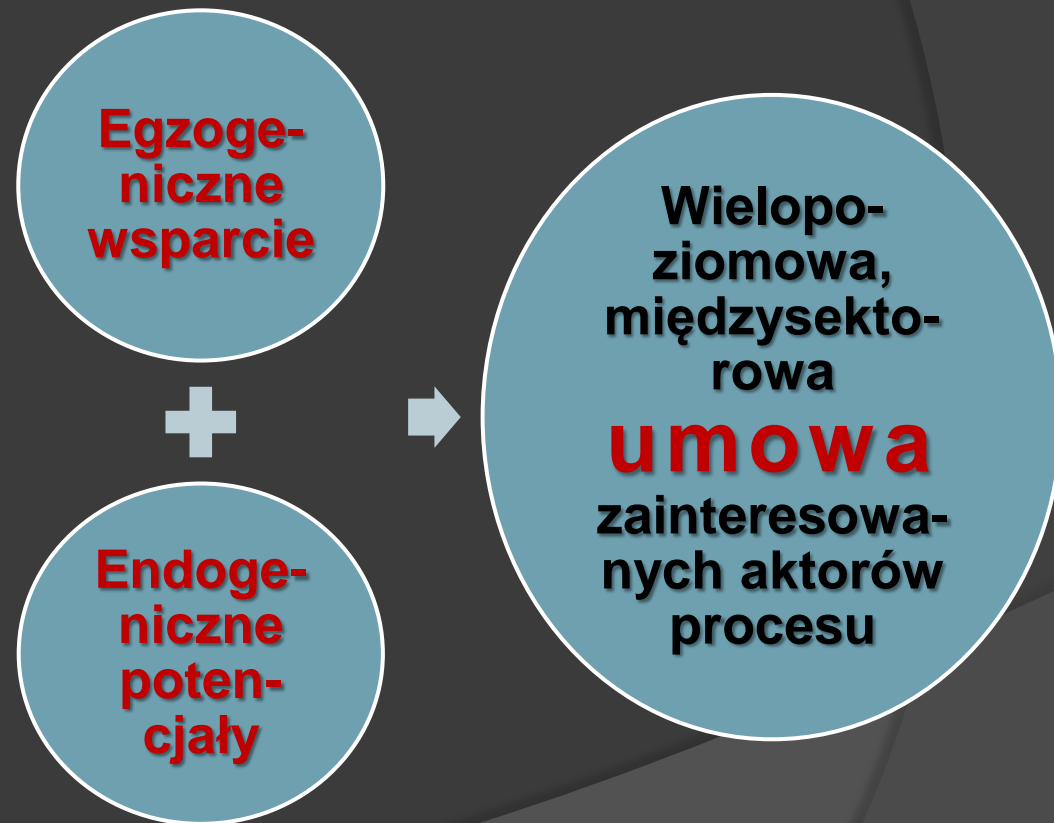 Egzoge-
niczne
wsparcie
Endoge-
niczne
poten-
cjały
Wielopo-
ziomowa,
międzysekto-
rowa
umowa
zainteresowa-
nych aktorów
procesu